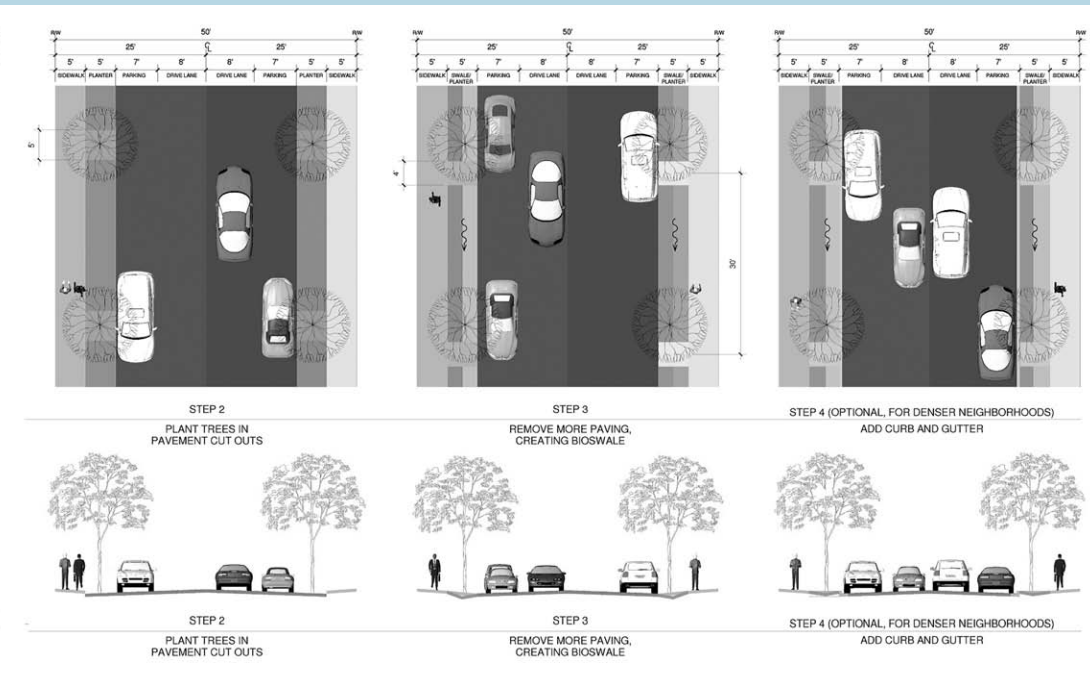 R/W 50' R/W
25' ℄ 25'
5' 5' 7' 8' 8' 7' 5' 5'
SIDEWALK PLANTER PARKING DRIVE LANE DRIVE LANE PARKING PLANTER SIDEWALK
5'
STEP 2
PLANT TREES IN
PAVEMENT CUT OUTS
R/W 50' R/W
25' ℄ 25'
5' 5' 7' 8' 8' 7' 5' 5'
SIDEWALK SWALE/ PARKING DRIVE LANE DRIVE LANE PARKING SWALE/ SIDEWALK
PLANTER PLANTER
4'
30'
STEP 3
REMOVE MORE PAVING,
CREATING BIOSWALE
R/W 50' R/W
25' ℄ 25'
5' 5' 7' 8' 8' 7' 5' 5'
SIDEWALK SWALE/ PARKING DRIVE LANE DRIVE LANE PARKING SWALE/ SIDEWALK
PLANTER PLANTER
STEP 4 (OPTIONAL, FOR DENSER NEIGHBORHOODS)
ADD CURB AND GUTTER
STEP 2
PLANT TREES IN
PAVEMENT CUT OUTS
STEP 3
REMOVE MORE PAVING,
CREATING BIOSWALE
STEP 4 (OPTIONAL, FOR DENSER NEIGHBORHOODS)
ADD CURB AND GUTTER